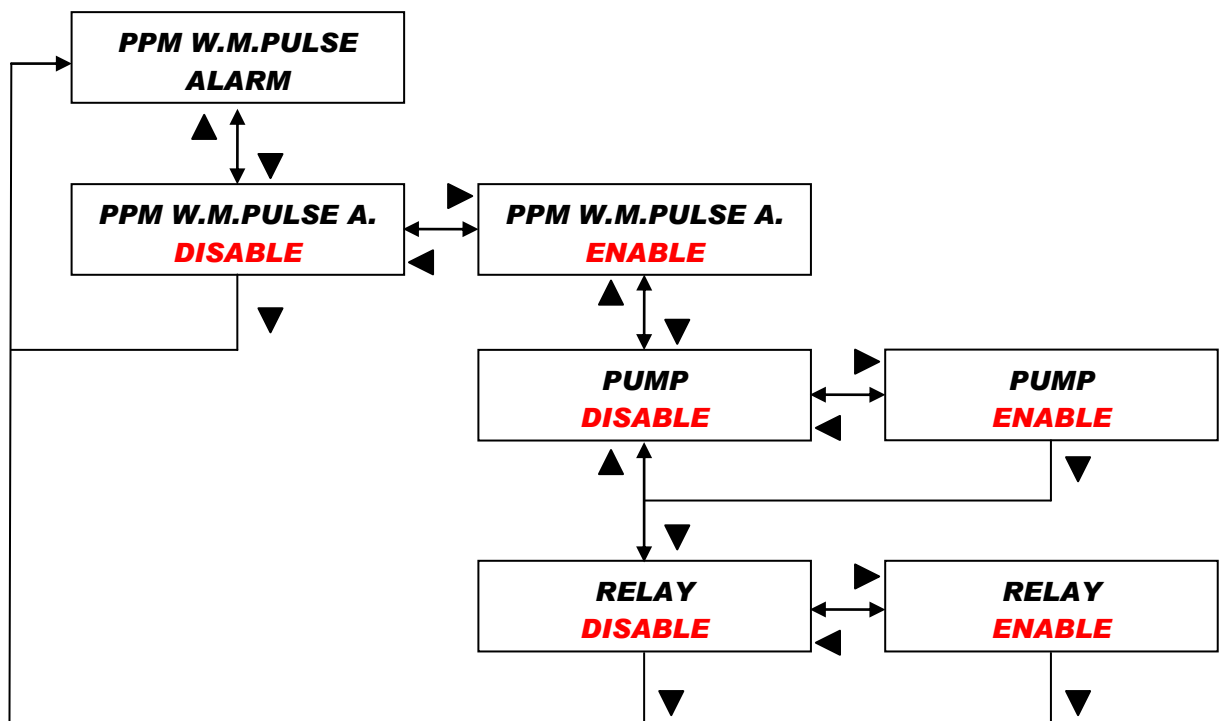 PPM W.M.PULSE
ALARM
PPM W.M.PULSE A.
DISABLE
PPM W.M.PULSE A.
ENABLE
PUMP
DISABLE
PUMP
ENABLE
RELAY
DISABLE
RELAY
ENABLE